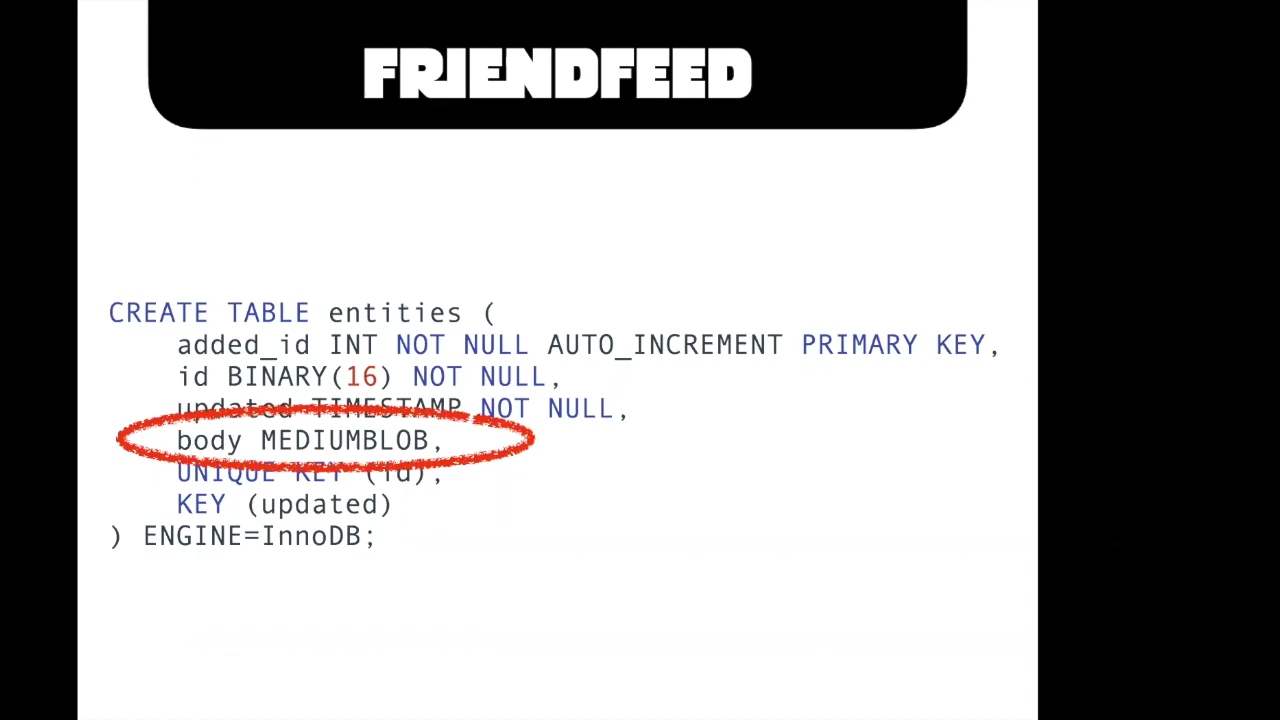 FRIENDFEED
CREATE TABLE entities (
added_id INT NOT NULL AUTO_INCREMENT PRIMARY KEY,
id BINARY(16) NOT NULL,
updated TIMESTAMP NOT NULL,
body MEDIUMBLOB,
UNIQUE KEY (id),
KEY (updated)
) ENGINE=InnoDB;